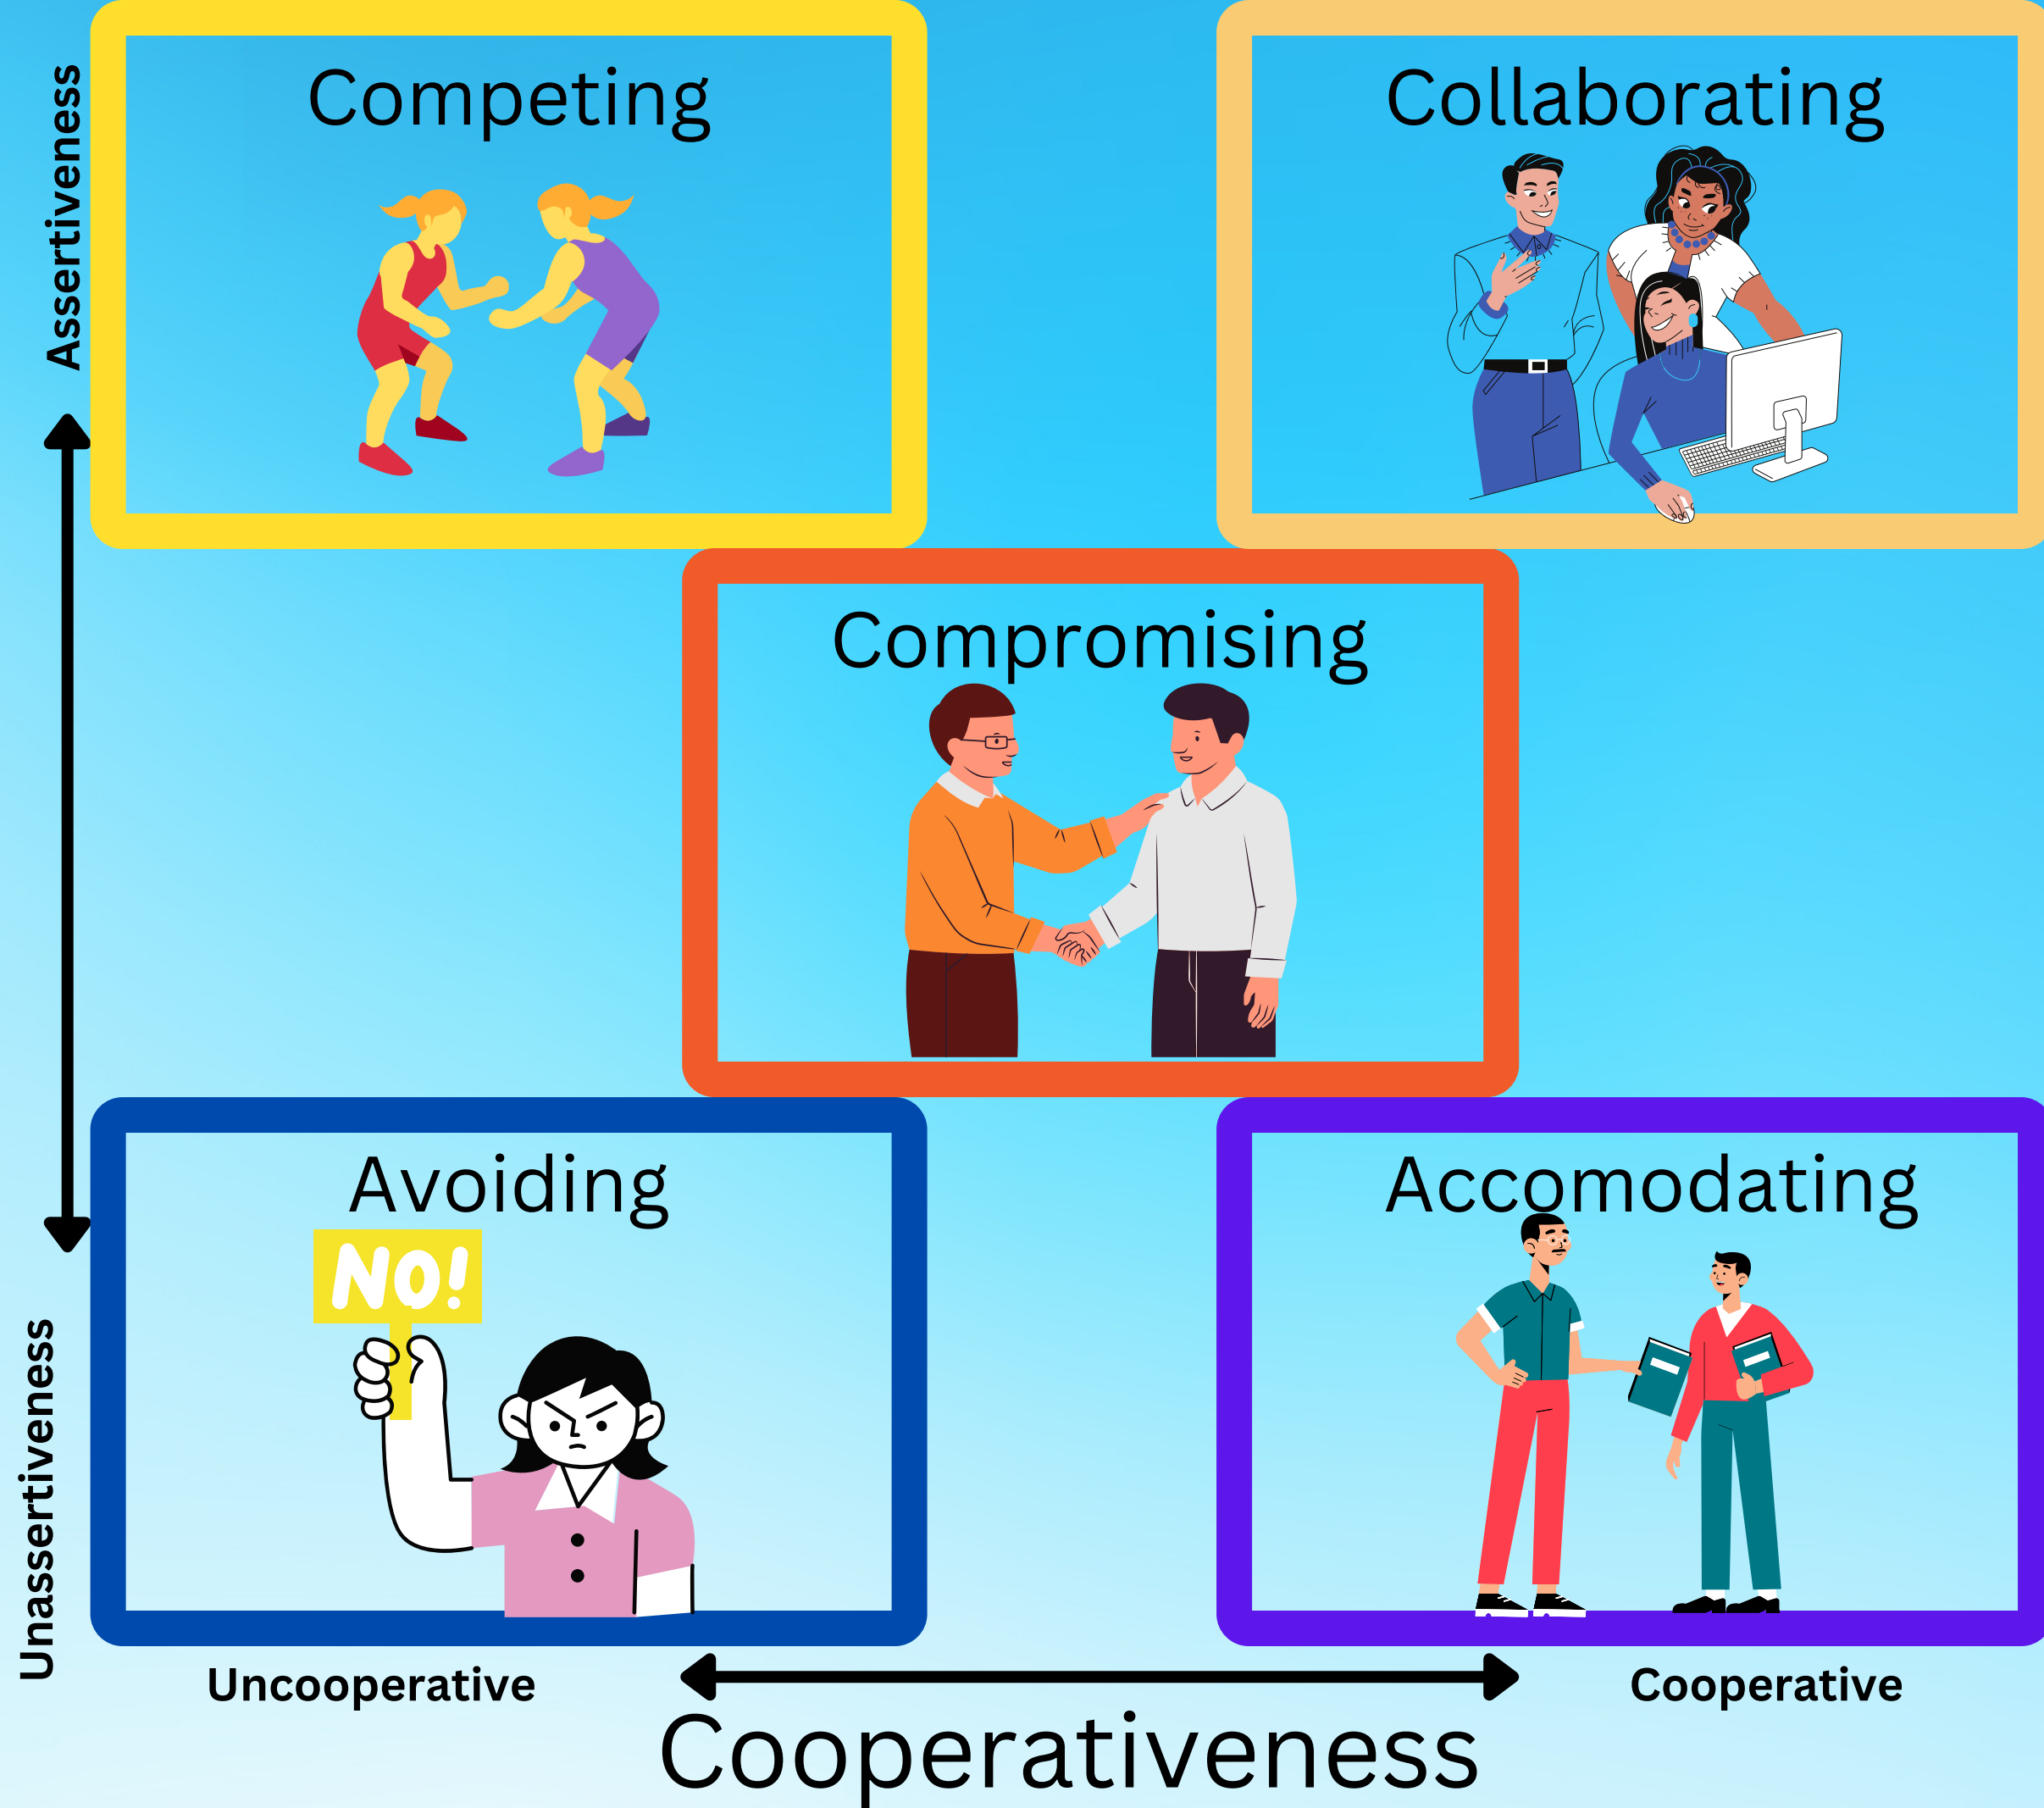 Assertiveness
Competing
Collaborating
Compromising
Avoiding
NO!
Accomodating
Unassertiveness
Uncooperative
Cooperative
Cooperativeness